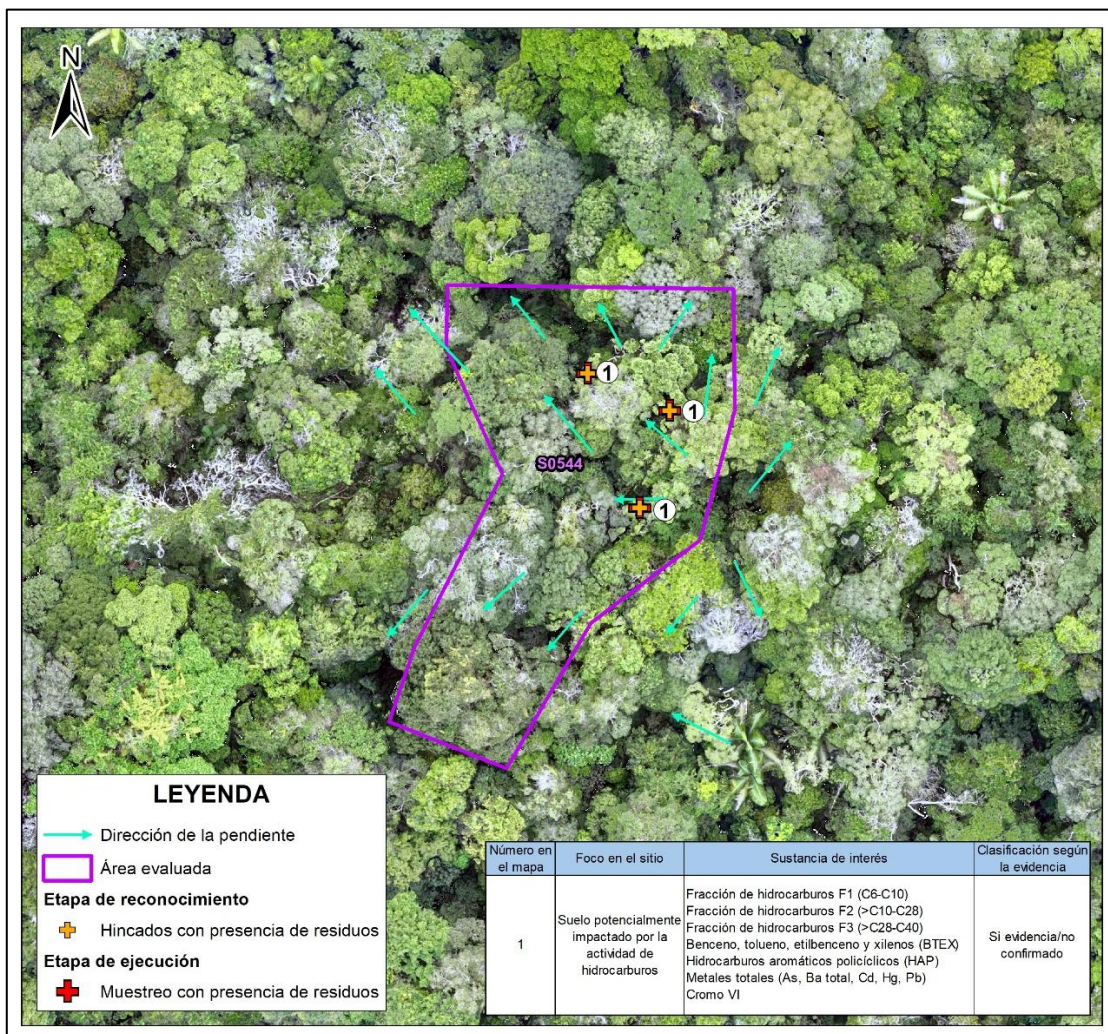 N
1
1
S0544
1
LEYENDA
Dirección de la pendiente
Área evaluada
Etapa de reconocimiento
Hincados con presencia de residuos
Etapa de ejecución
Muestreo con presencia de residuos
Número en el mapa
Foco en el sitio
Sustancia de interés
Clasificación según la evidencia
1
Suelo potencialmente
impactado por la
actividad de
hidrocarburos
Fracción de hidrocarburos F1 (C6-C10)
Fracción de hidrocarburos F2 (>C10-C28)
Fracción de hidrocarburos F3 (>C28-C40)
Benceno, tolueno, etilbenceno y xilenos (BTEX)
Hidrocarburos aromáticos policíclicos (HAP)
Metales totales (As, Ba total, Cd, Hg, Pb)
Cromo VI
Si evidencia/no
confirmado